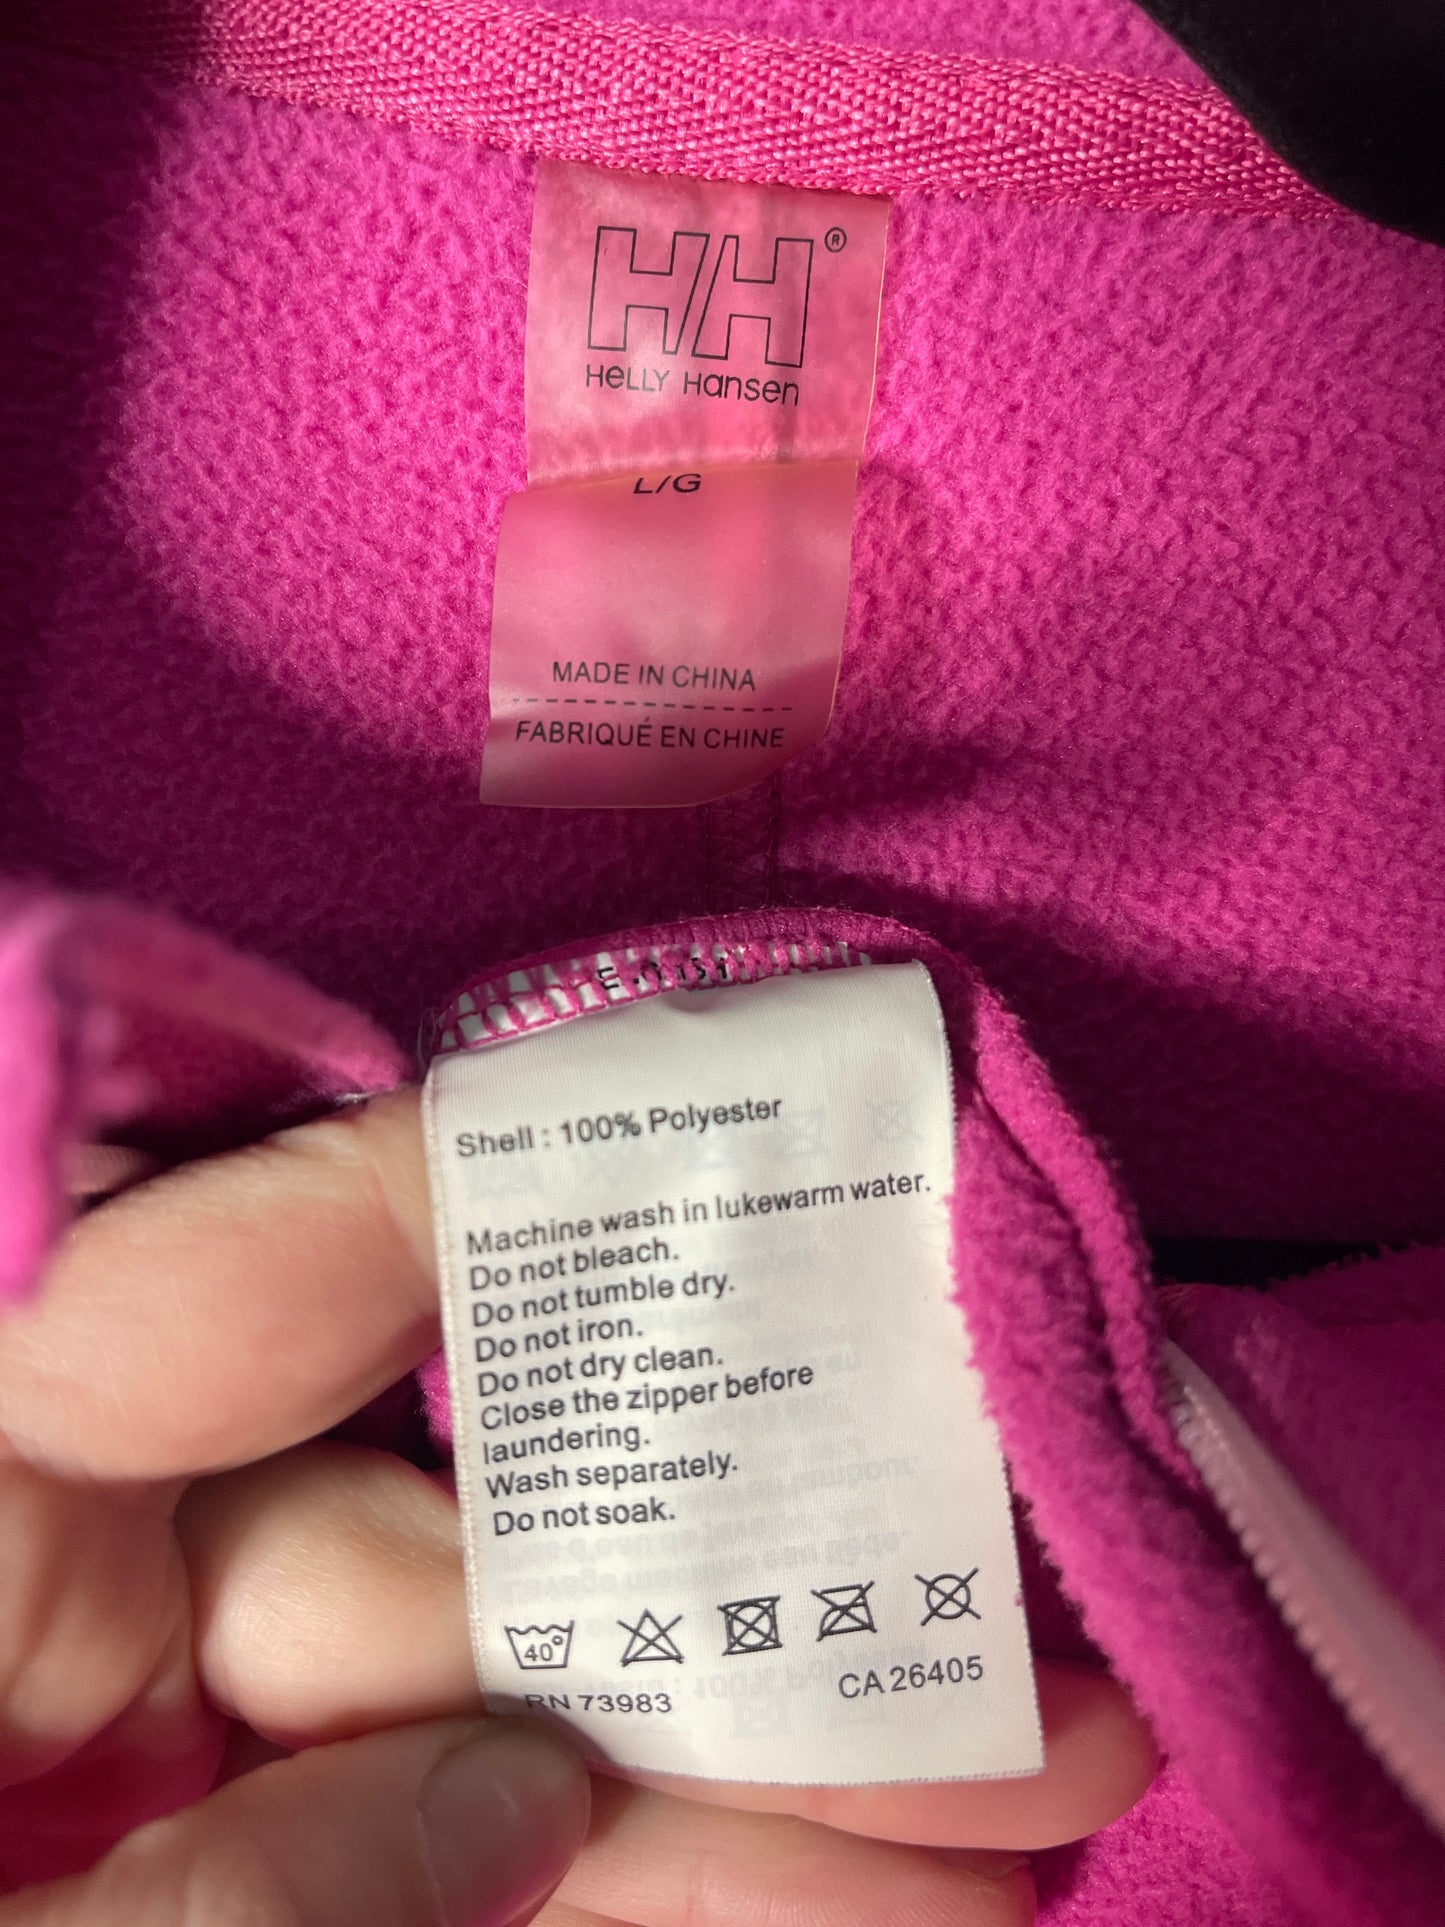 HH®
HELLY HANSEN
L/G
MADE IN CHINA
FABRIQUÉ EN CHINE
Shell : 100% Polyester
Machine wash in lukewarm water.
Do not bleach.
Do not tumble dry.
Do not iron.
Do not dry clean.
Close the zipper before
laundering.
Wash separately.
Do not soak.
40°
RN 73983
CA 26405